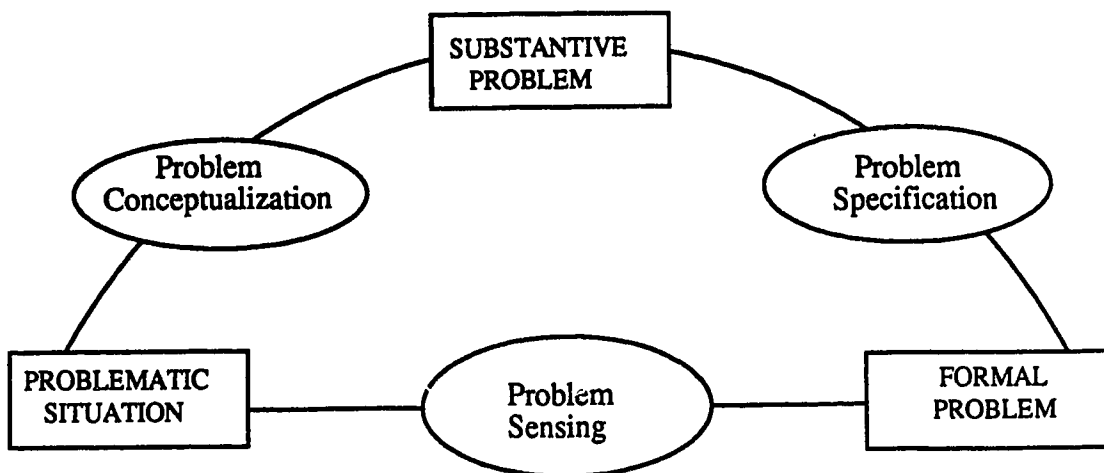 SUBSTANTIVE
PROBLEM
Problem
Conceptualization
Problem
Specification
PROBLEMATIC
SITUATION
Problem
Sensing
FORMAL
PROBLEM